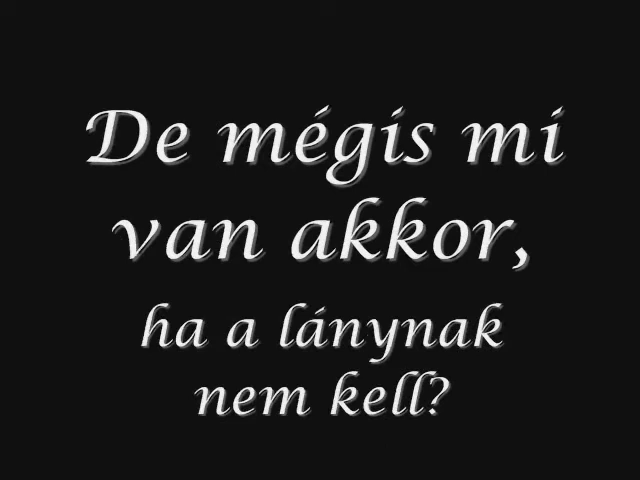 De mégis mi
van akkor,
ha a lánynak
nem kell?